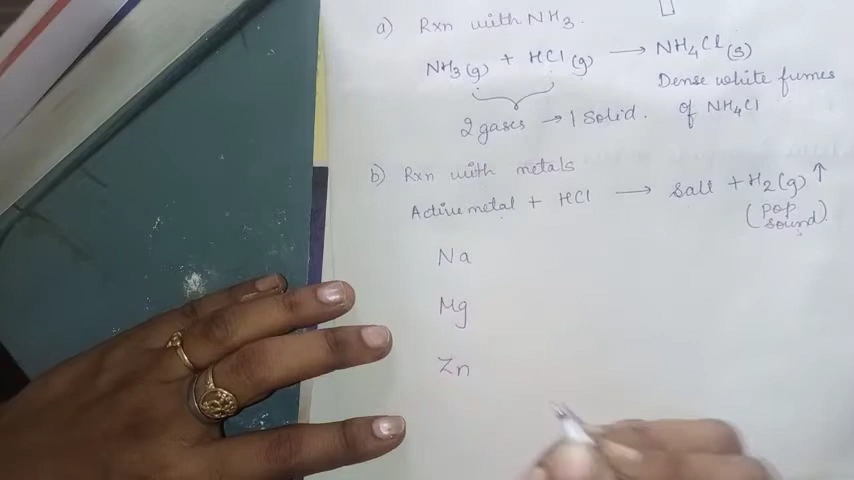 a) Rxn with NH3.
NH3(g) + HCl(g) → NH4Cl(s)
Dense white fumes
of NH4Cl
2 gases → 1 Solid.
b) Rxn with metals
Active metal + HCl → Salt + H2(g) ↑
(pop
sound)
Na
Mg
Zn